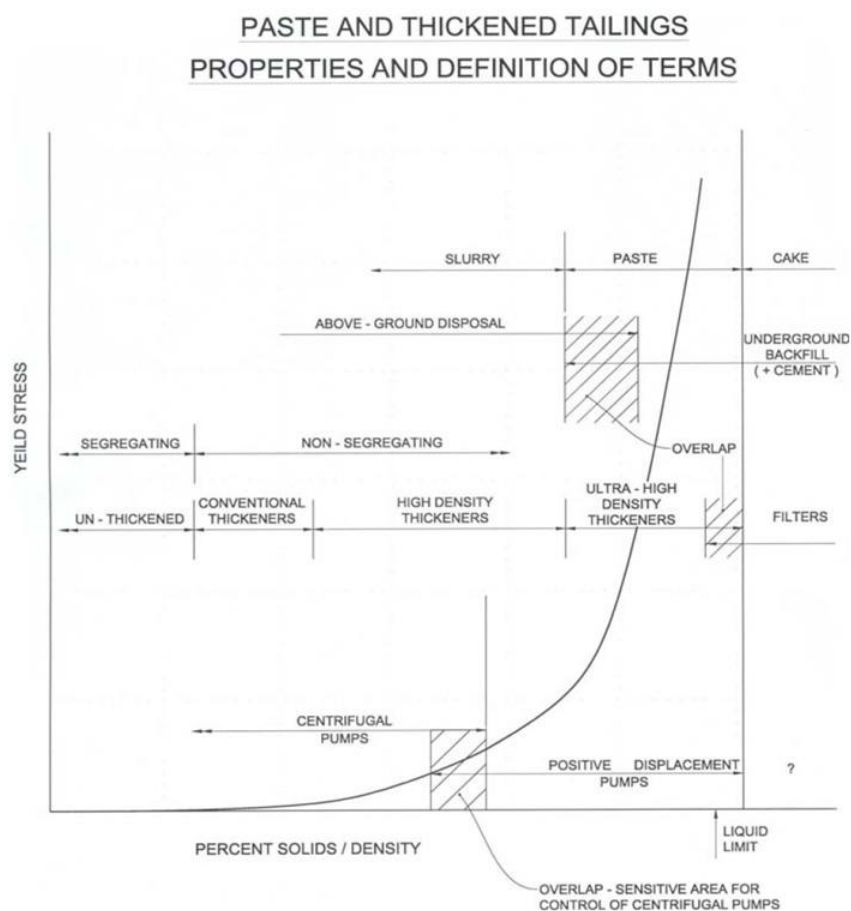 PASTE AND THICKENED TAILINGS
PROPERTIES AND DEFINITION OF TERMS
SLURRY
PASTE
CAKE
ABOVE - GROUND DISPOSAL
UNDERGROUND
BACKFILL
( + CEMENT )
YEILD STRESS
SEGREGATING
NON - SEGREGATING
OVERLAP
UN - THICKENED
CONVENTIONAL
THICKENERS
HIGH DENSITY
THICKENERS
ULTRA - HIGH
DENSITY
THICKENERS
FILTERS
CENTRIFUGAL
PUMPS
POSITIVE DISPLACEMENT
PUMPS
?
PERCENT SOLIDS / DENSITY
LIQUID
LIMIT
OVERLAP - SENSITIVE AREA FOR
CONTROL OF CENTRIFUGAL PUMPS